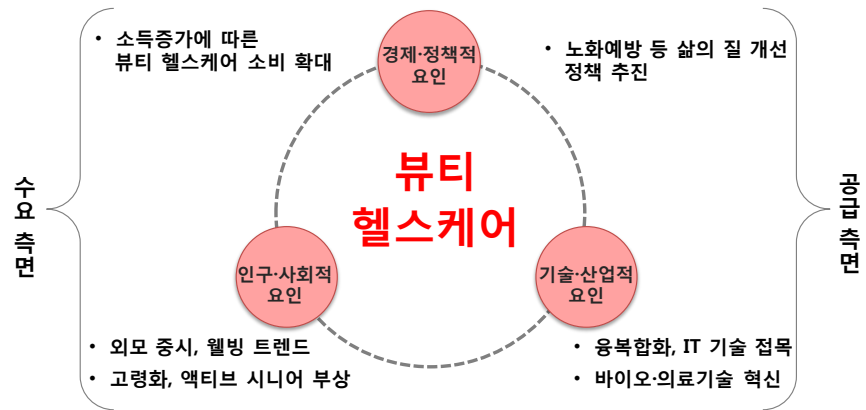 • 소득증가에 따른
뷰티 헬스케어 소비 확대
경제·정책적
요인
• 노화예방 등 삶의 질 개선
정책 추진
수요 측면
뷰티
헬스케어
공급 측면
인구·사회적
요인
기술·산업적
요인
• 외모 중시, 웰빙 트렌드
• 고령화, 액티브 시니어 부상
• 융복합화, IT 기술 접목
• 바이오·의료기술 혁신